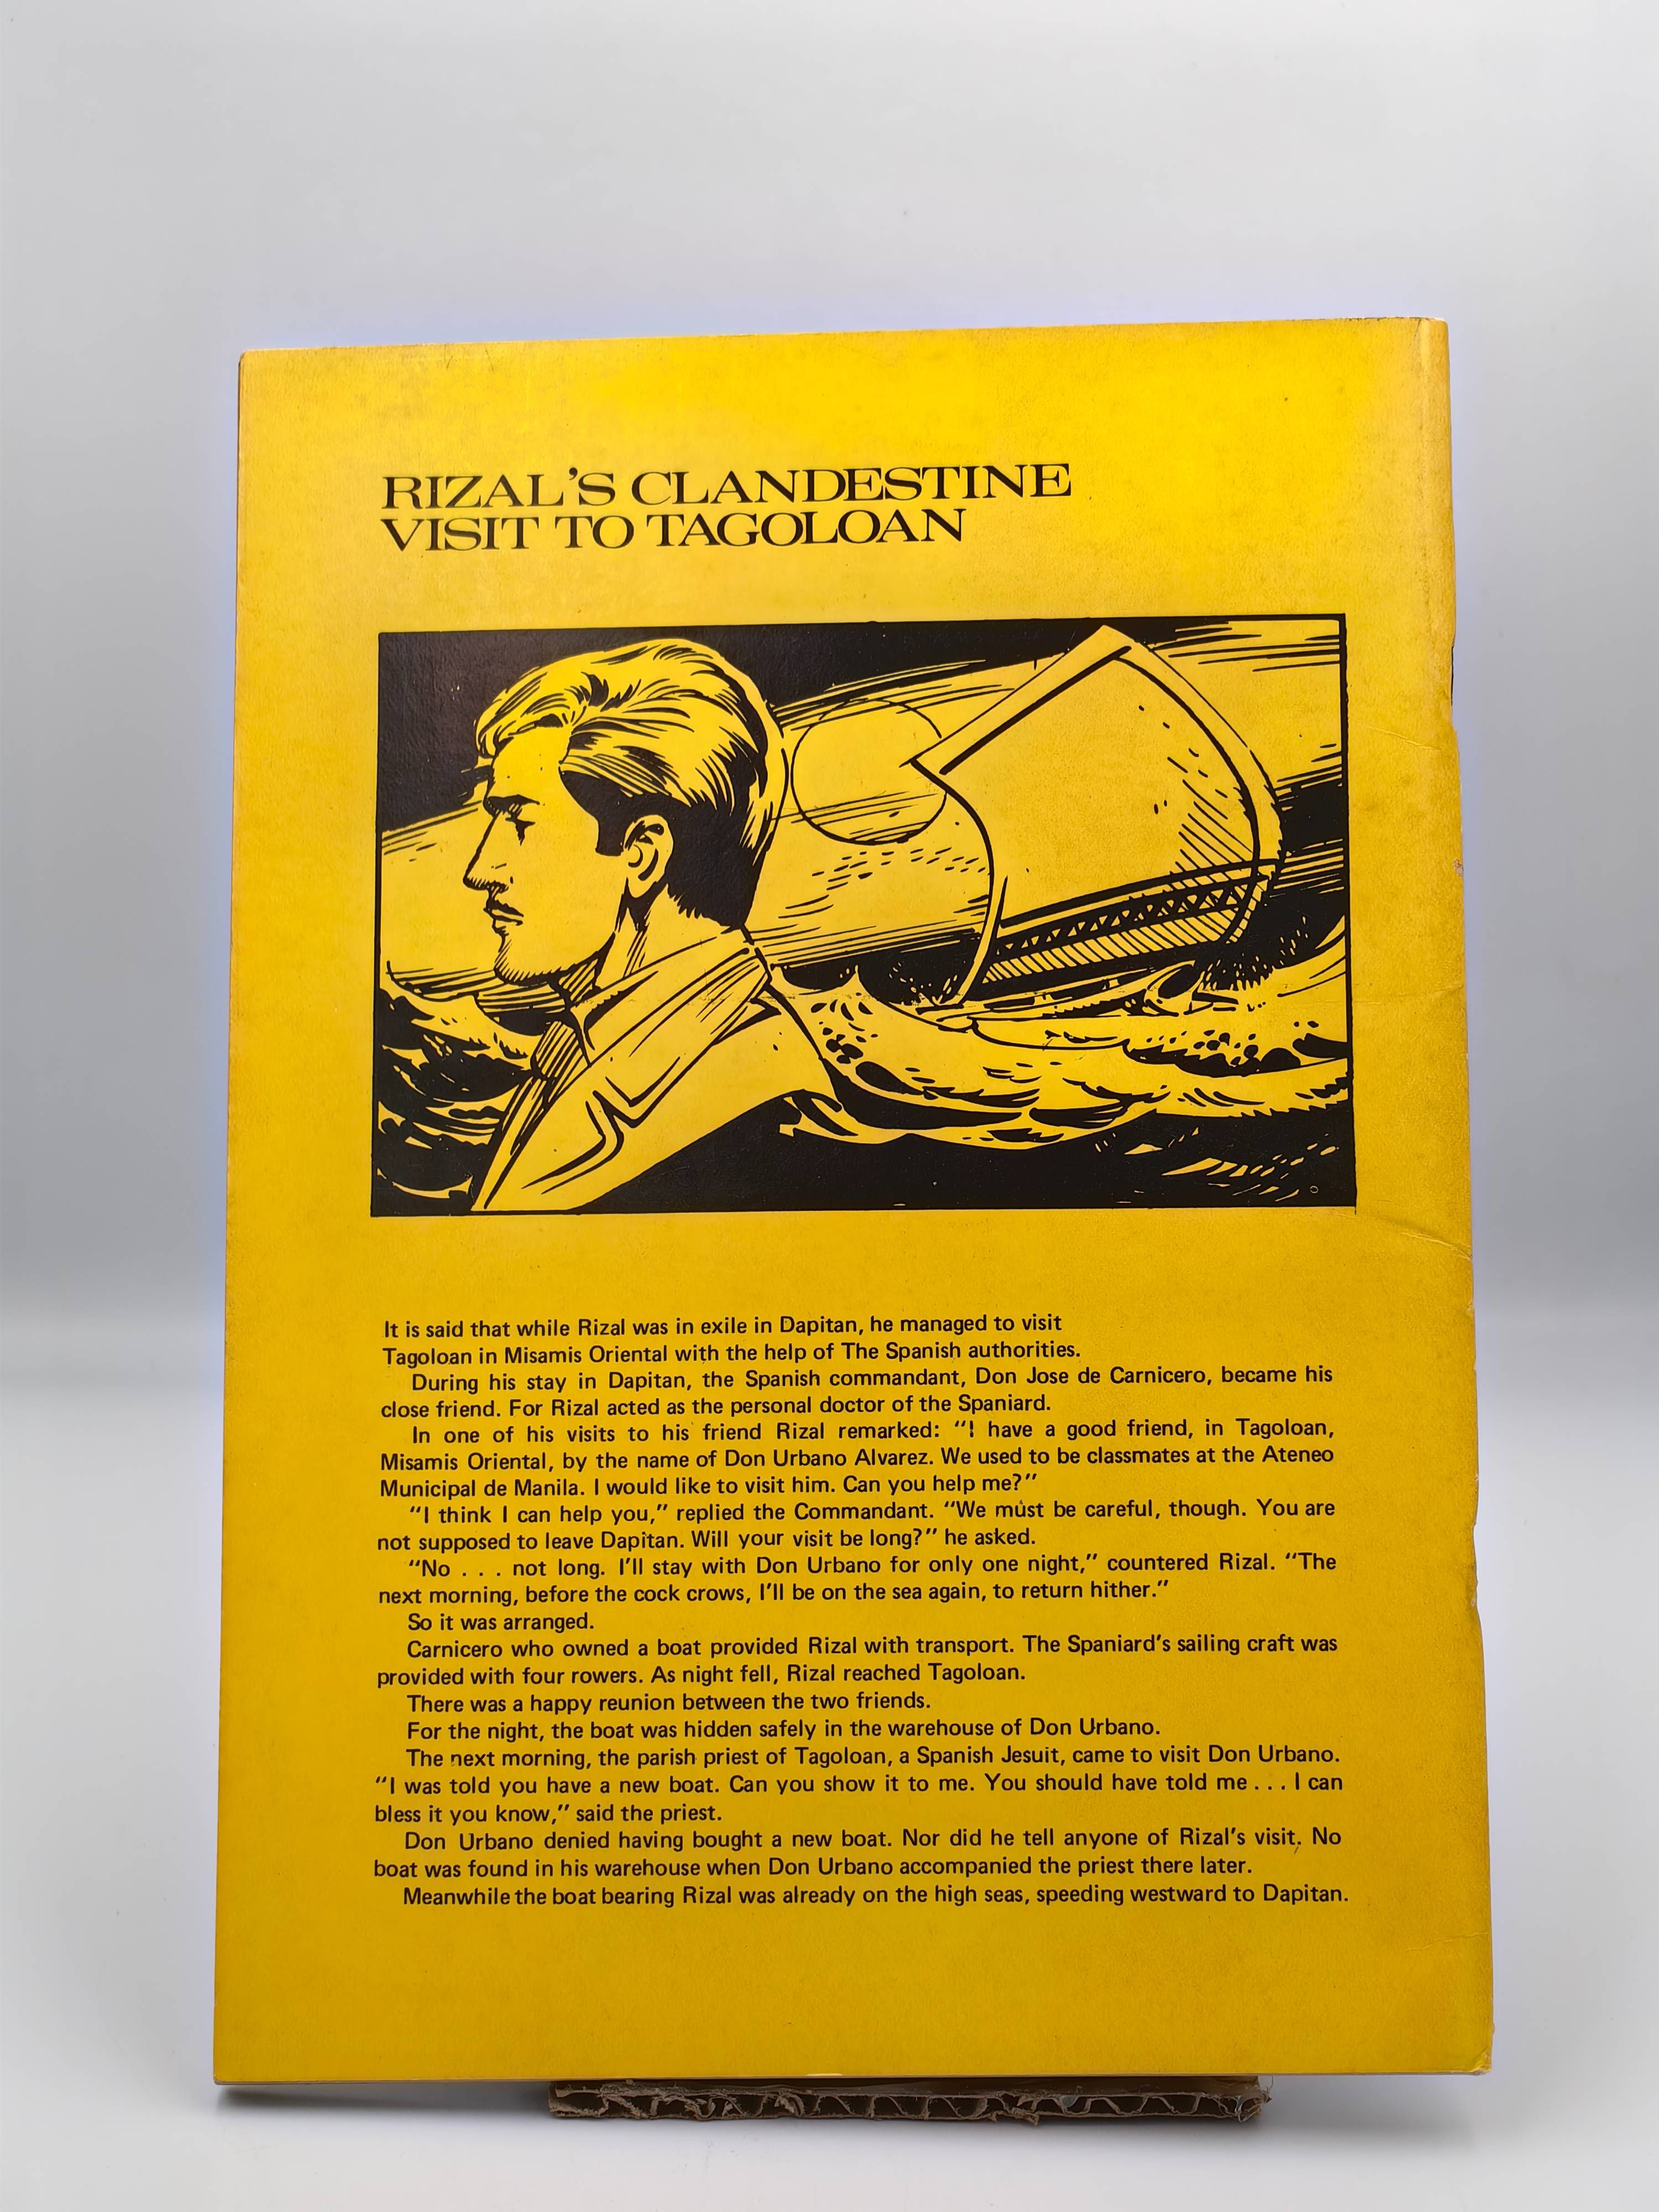 RIZAL'S CLANDESTINE
VISIT TO TAGOLOAN
It is said that while Rizal was in exile in Dapitan, he managed to visit
Tagoloan in Misamis Oriental with the help of The Spanish authorities.
During his stay in Dapitan, the Spanish commandant, Don Jose de Carnicero, became his
close friend. For Rizal acted as the personal doctor of the Spaniard.
In one of his visits to his friend Rizal remarked: "I have a good friend, in Tagoloan,
Misamis Oriental, by the name of Don Urbano Alvarez. We used to be classmates at the Ateneo
Municipal de Manila. I would like to visit him. Can you help me?"
"I think I can help you," replied the Commandant. "We must be careful, though. You are
not supposed to leave Dapitan. Will your visit be long?" he asked.
"No . . . not long. I'll stay with Don Urbano for only one night," countered Rizal. "The
next morning, before the cock crows, I'll be on the sea again, to return hither."
So it was arranged.
Carnicero who owned a boat provided Rizal with transport. The Spaniard's sailing craft was
provided with four rowers. As night fell, Rizal reached Tagoloan.
There was a happy reunion between the two friends.
For the night, the boat was hidden safely in the warehouse of Don Urbano.
The next morning, the parish priest of Tagoloan, a Spanish Jesuit, came to visit Don Urbano.
"I was told you have a new boat. Can you show it to me. You should have told me . . . I can
bless it you know," said the priest.
Don Urbano denied having bought a new boat. Nor did he tell anyone of Rizal's visit. No
boat was found in his warehouse when Don Urbano accompanied the priest there later.
Meanwhile the boat bearing Rizal was already on the high seas, speeding westward to Dapitan.